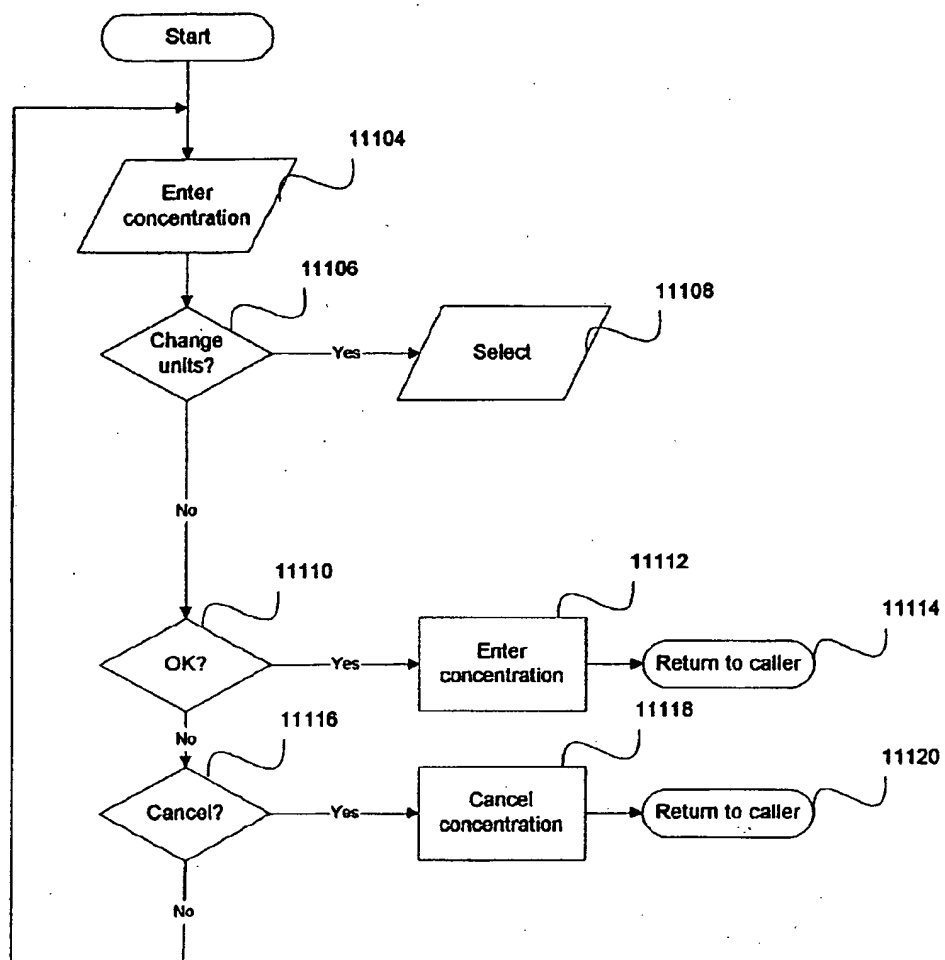 Start
11104
Enter
concentration
11106
Change
units?
Yes
Select
11108
No
11110
OK?
Yes
11112
Enter
concentration
11114
Return to caller
No
11116
Cancel?
Yes
11118
Cancel
concentration
11120
Return to caller
No